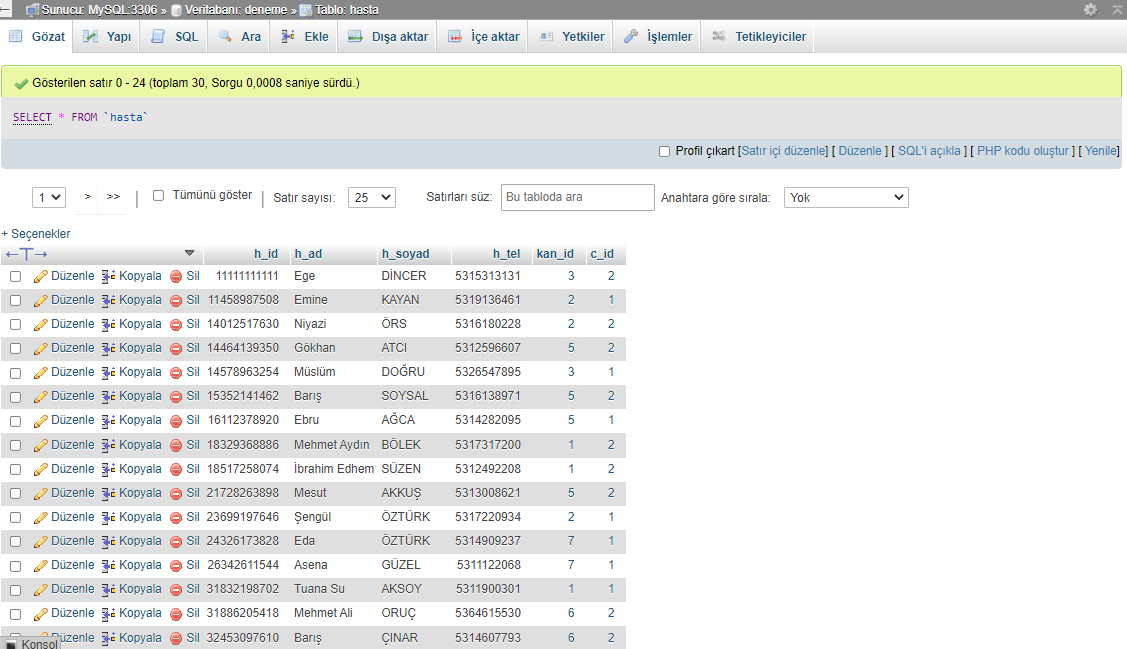 Sunucu: MySQL:3306 » Veritabanı: deneme » Tablo: hasta
Gözat Yapı SQL Ara Ekle Dışa aktar İçe aktar Yetkiler İşlemler Tetikleyiciler
Gösterilen satır 0 - 24 (toplam 30, Sorgu 0,0008 saniye sürdü.)
SELECT * FROM `hasta`
Profil çıkart [Satır içi düzenle] [ Düzenle ] [ SQL'i açıkla ] [ PHP kodu oluştur ] [ Yenile]
1 > >> | Tümünü göster | Satır sayısı: 25 Satırları süz: Bu tabloda ara Anahtara göre sırala: Yok
+ Seçenekler
←T→ h_id h_ad h_soyad h_tel kan_id c_id
Düzenle Kopyala Sil 11111111111 Ege DİNCER 5315313131 3 2
Düzenle Kopyala Sil 11458987508 Emine KAYAN 5319136461 2 1
Düzenle Kopyala Sil 14012517630 Niyazi ÖRS 5316180228 2 2
Düzenle Kopyala Sil 14464139350 Gökhan ATCI 5312596607 5 2
Düzenle Kopyala Sil 14578963254 Müslüm DOĞRU 5326547895 3 1
Düzenle Kopyala Sil 15352141462 Barış SOYSAL 5316138971 5 2
Düzenle Kopyala Sil 16112378920 Ebru AĞCA 5314282095 5 1
Düzenle Kopyala Sil 18329368886 Mehmet Aydın BÖLEK 5317317200 1 2
Düzenle Kopyala Sil 18517258074 İbrahim Edhem SÜZEN 5312492208 1 2
Düzenle Kopyala Sil 21728263898 Mesut AKKUŞ 5313008621 5 2
Düzenle Kopyala Sil 23699197646 Şengül ÖZTÜRK 5317220934 2 1
Düzenle Kopyala Sil 24326173828 Eda ÖZTÜRK 5314909237 7 1
Düzenle Kopyala Sil 26342611544 Asena GÜZEL 5311122068 7 1
Düzenle Kopyala Sil 31832198702 Tuana Su AKSOY 5311900301 1 1
Düzenle Kopyala Sil 31886205418 Mehmet Ali ORUÇ 5364615530 6 2
Düzenle Kopyala Sil 32453097610 Barış ÇINAR 5314607793 6 2
Konsol